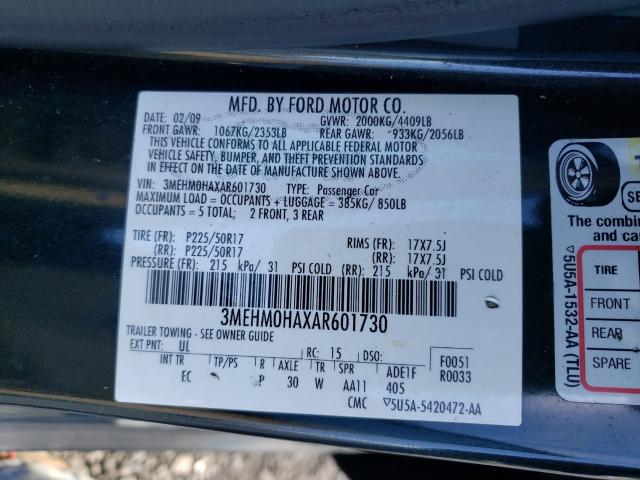 MFD. BY FORD MOTOR CO.
DATE: 02/09 GVWR: 2000KG/4409LB
FRONT GAWR: 1067KG/2353LB REAR GAWR: 933KG/2056LB
THIS VEHICLE CONFORMS TO ALL APPLICABLE FEDERAL MOTOR
VEHICLE SAFETY, BUMPER, AND THEFT PREVENTION STANDARDS
IN EFFECT ON THE DATE OF MANUFACTURE SHOWN ABOVE.
VIN: 3MEHM0HAXAR601730 TYPE: Passenger Car
MAXIMUM LOAD = OCCUPANTS + LUGGAGE = 385KG/ 850LB
OCCUPANTS = 5 TOTAL; 2 FRONT, 3 REAR
TIRE (FR): P225/50R17 RIMS (FR): 17X7.5J
(RR): P225/50R17 (RR): 17X7.5J
PRESSURE (FR): 215 kPa/ 31 PSI COLD (RR): 215 kPa/ 31 PSI COLD
3MEHM0HAXAR601730
TRAILER TOWING - SEE OWNER GUIDE
EXT PNT: UL RC: 15 DSO: F0051
INT TR TP/PS R AXLE TR SPR ADE1F R0033
EC P 30 W AA11 405
CMC ▽5U5A-5420472-AA
SE
The combin
and ca
TIRE
FRONT
REAR
SPARE
▽5U5A-1532-AA (TLU)